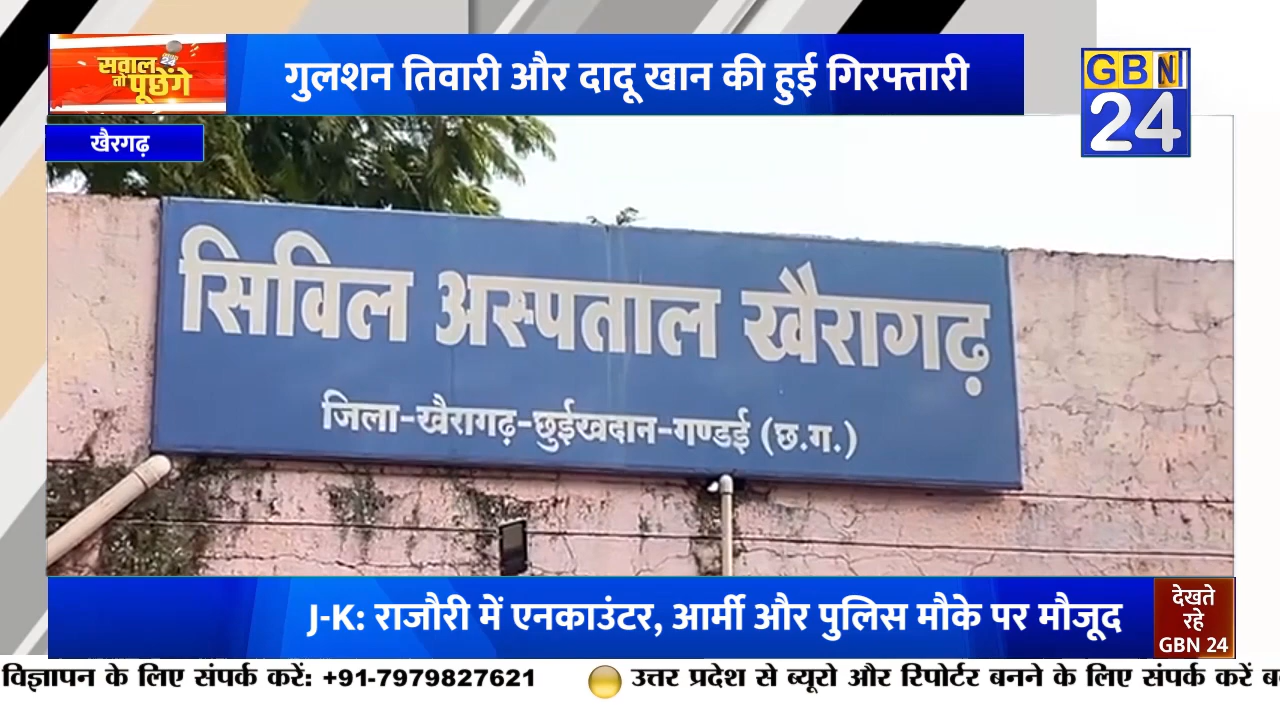 सवाल
तो पूछेंगे
24
गुलशन तिवारी और दादू खान की हुई गिरफ्तारी
GBN
24
खैरगढ़
सिविल अस्पताल खैरागढ़
जिला-खैरागढ़-छुईखदान-गण्डई (छ.ग.)
J-K: राजौरी में एनकाउंटर, आर्मी और पुलिस मौके पर मौजूद
देखते
रहे
GBN 24
विज्ञापन के लिए संपर्क करें: +91-7979827621 उत्तर प्रदेश से ब्यूरो और रिपोर्टर बनने के लिए संपर्क करें